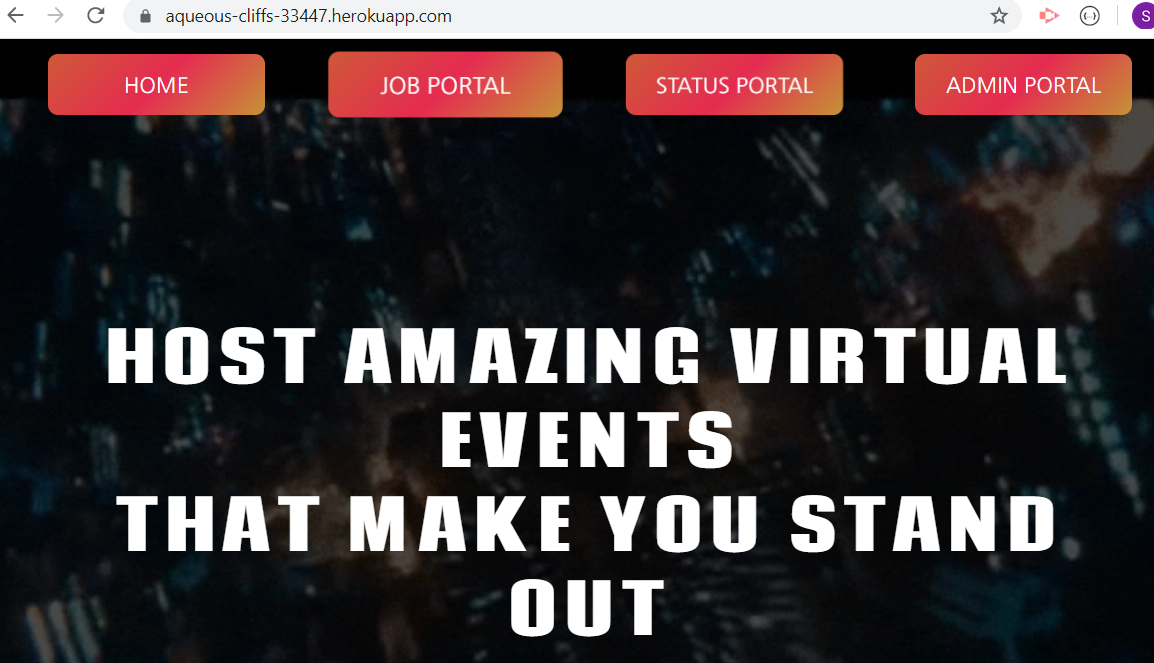 aqueous-cliffs-33447.herokuapp.com
S
HOME JOB PORTAL STATUS PORTAL ADMIN PORTAL
HOST AMAZING VIRTUAL
EVENTS
THAT MAKE YOU STAND
OUT